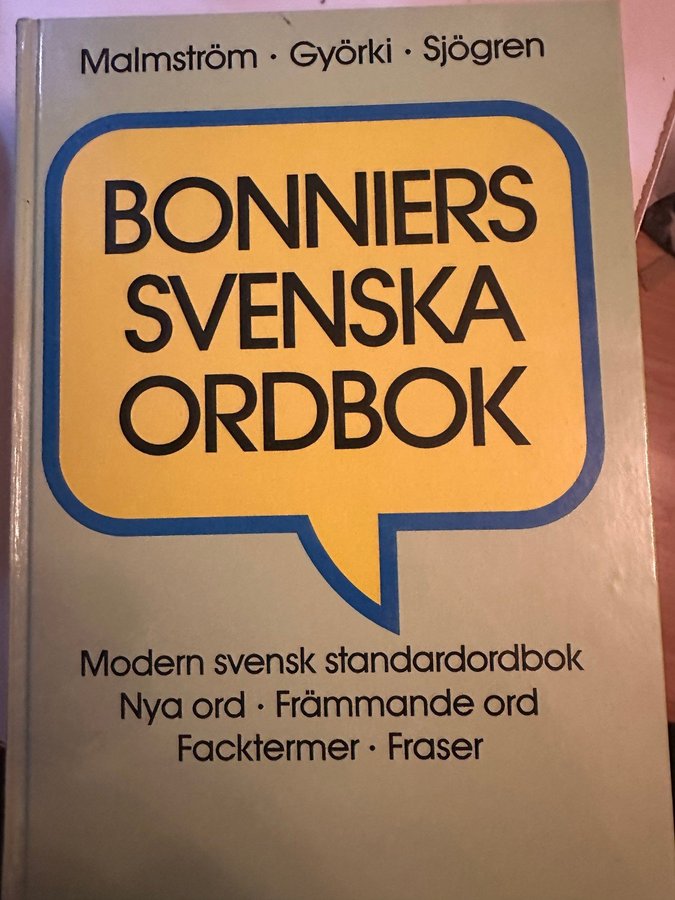 Malmström · Györki · Sjögren
BONNIERS
SVENSKA
ORDBOK
Modern svensk standardordbok
Nya ord · Främmande ord
Facktermer · Fraser